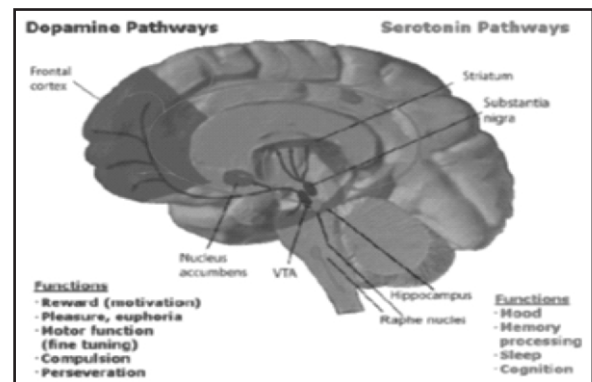 Dopamine Pathways
Serotonin Pathways
Frontal
cortex
Striatum
Substantia
nigra
Nucleus
accumbens
VTA
Hippocampus
Raphe nucles
Functions
·Reward (motivation)
·Pleasure, euphoria
·Motor function
(fine tuning)
·Compulsion
·Perseveration
Functions
·Mood
·Memory
processing
·Sleep
·Cognition